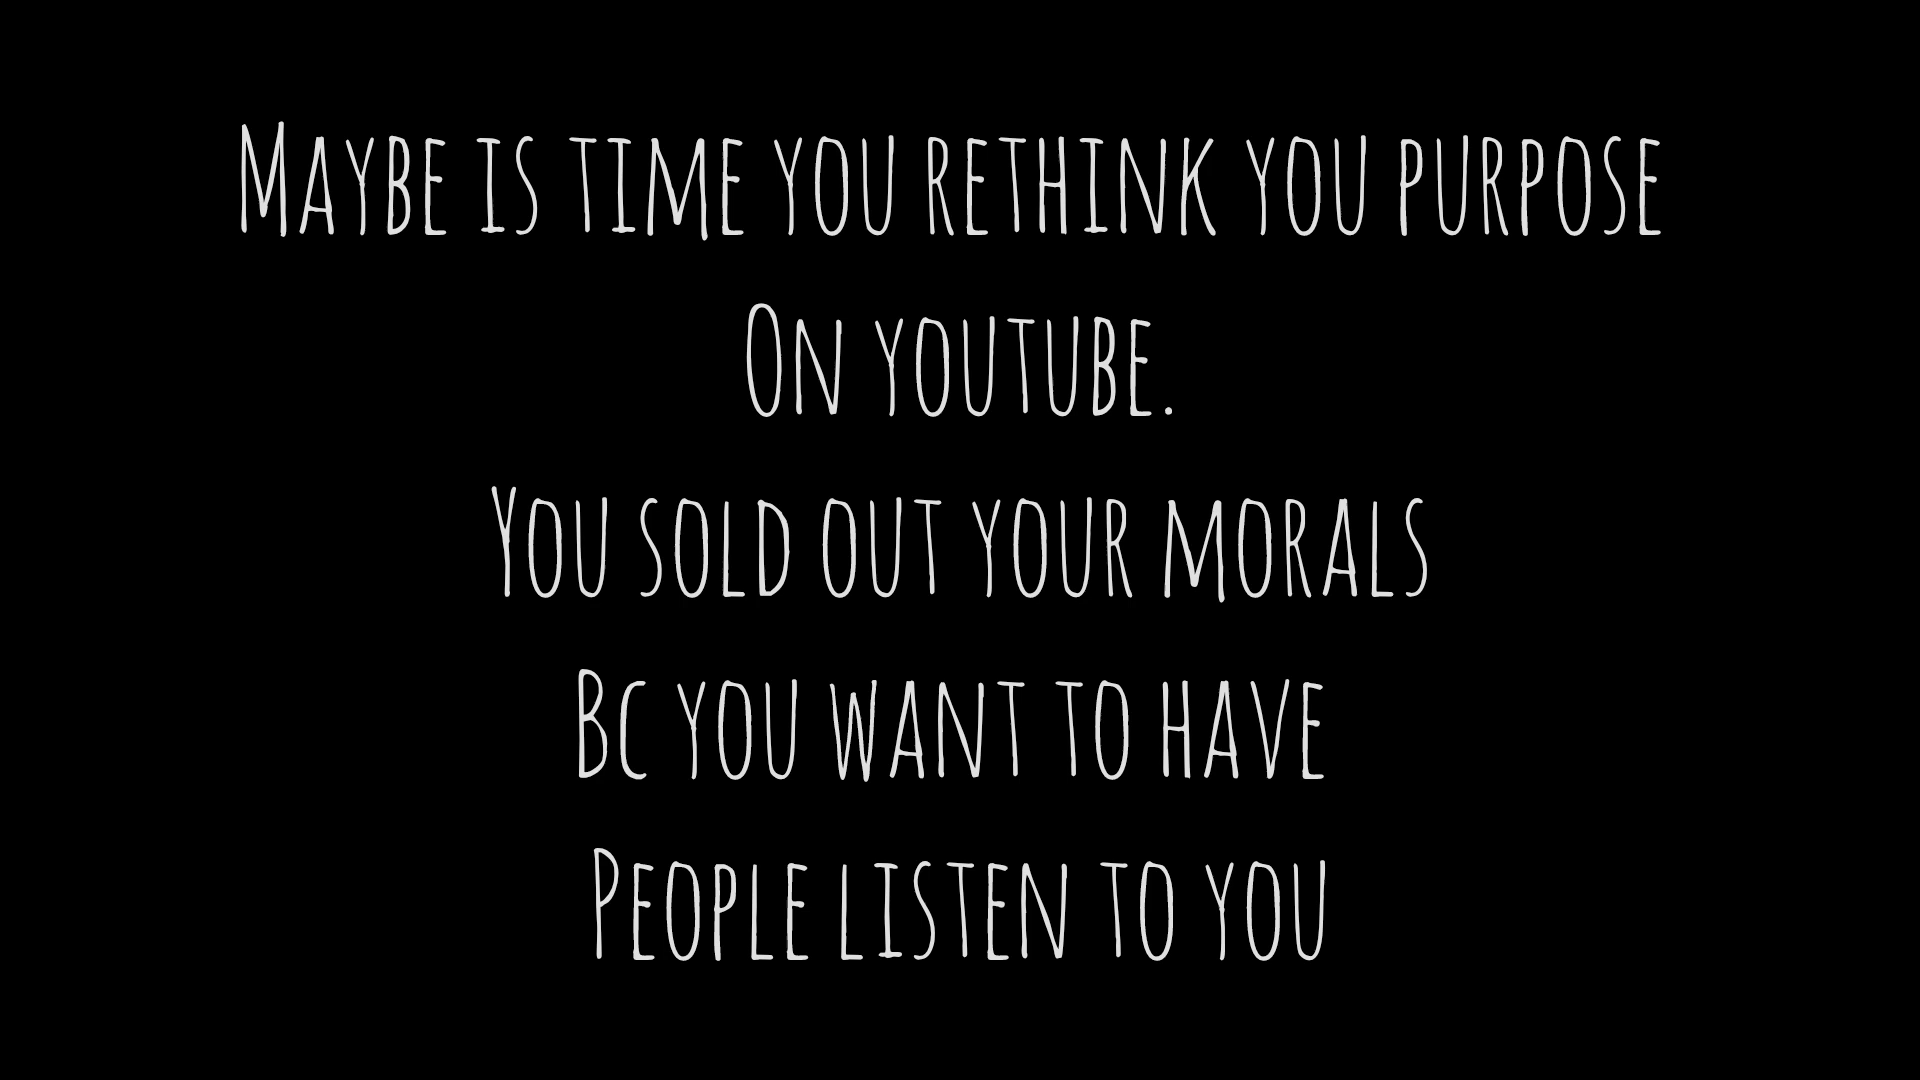 Maybe is time you rethink you purpose
On youtube.
You sold out your morals
Bc you want to have
People listen to you